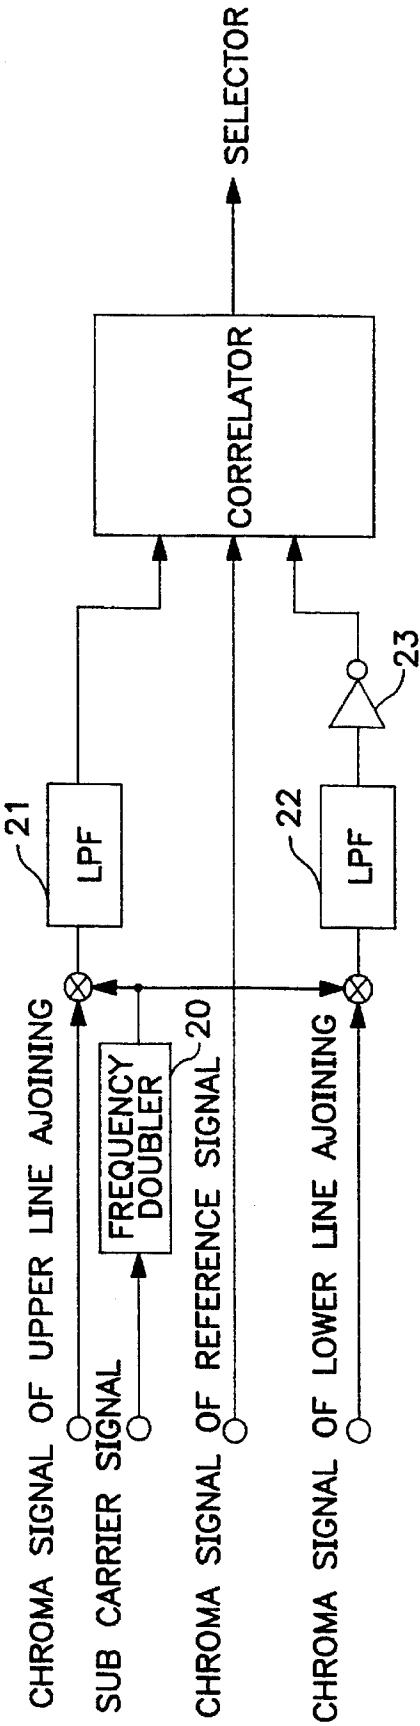 CHROMA SIGNAL OF UPPER LINE AJOINING
SUB CARRIER SIGNAL
FREQUENCY
DOUBLER
20
CHROMA SIGNAL OF REFERENCE SIGNAL
CHROMA SIGNAL OF LOWER LINE AJOINING
21
LPF
22
LPF
23
CORRELATOR
SELECTOR